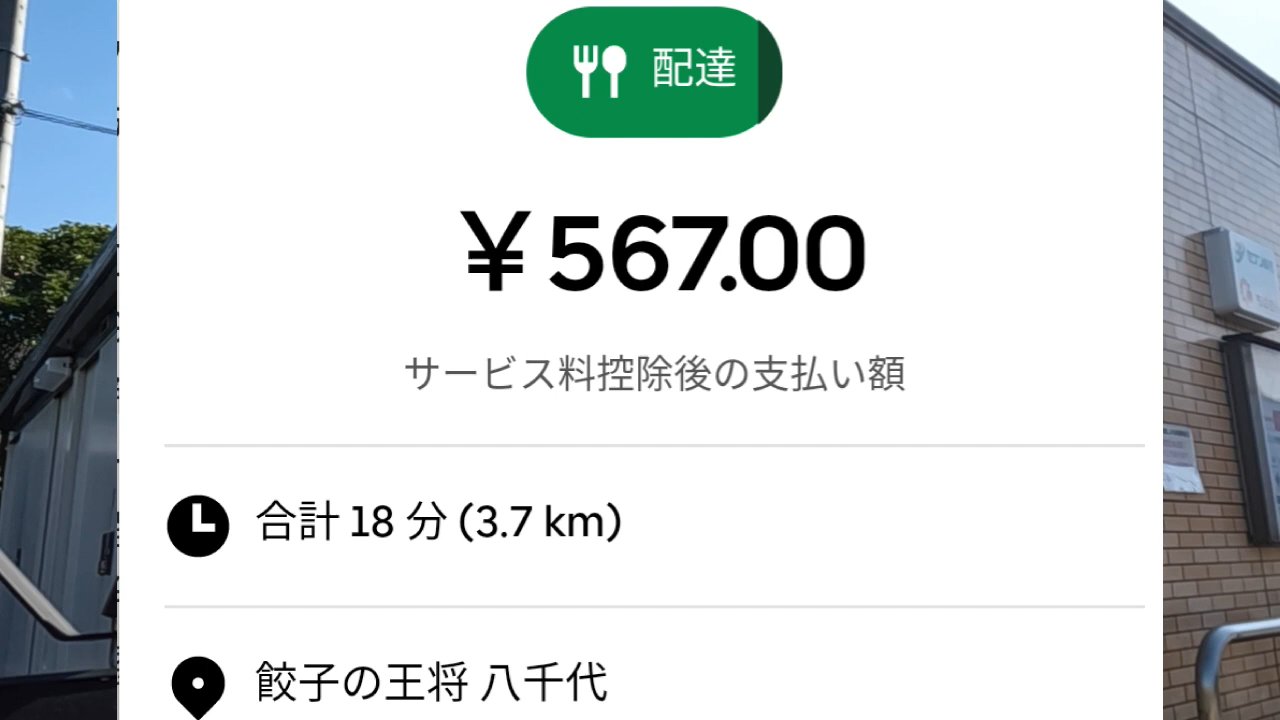 配達
￥567.00
サービス料控除後の支払い額
合計 18 分 (3.7 km)
餃子の王将 八千代